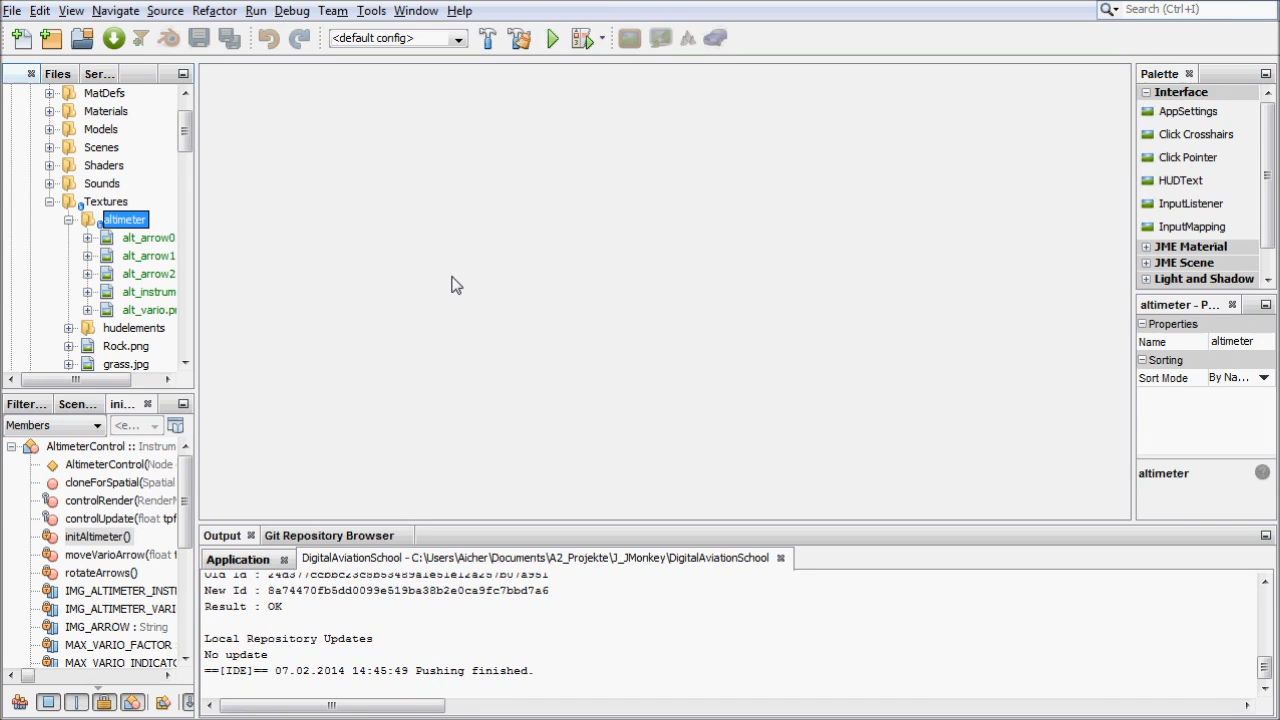 File Edit View Navigate Source Refactor Run Debug Team Tools Window Help
Search (Ctrl+I)
<default config>
Files Ser...
MatDefs
Materials
Models
Scenes
Shaders
Sounds
Textures
altimeter
alt_arrow0
alt_arrow1
alt_arrow2
alt_instrum
alt_vario.p
hudelements
Rock.png
grass.jpg
Filter... Scen... ini...
Members <e...
AltimeterControl :: Instrum
AltimeterControl(Node
cloneForSpatial(Spatial
controlRender(RenderM
controlUpdate(float tpf
initAltimeter()
moveVarioArrow(float t
rotateArrows()
IMG_ALTIMETER_INST
IMG_ALTIMETER_VARI
IMG_ARROW : String
MAX_VARIO_FACTOR
MAX_VARIO_INDICAT
Output Git Repository Browser
Application DigitalAviationSchool - C:\Users\Aicher\Documents\A2_Projekte\J_JMonkey\DigitalAviationSchool
New Id : 8a74470fb5dd0099e519ba38b2e0ca9fc7bbd7a6
Result : OK
Local Repository Updates
No update
==[IDE]== 07.02.2014 14:45:49 Pushing finished.
Palette
Interface
AppSettings
Click Crosshairs
Click Pointer
HUDText
InputListener
InputMapping
JME Material
JME Scene
Light and Shadow
altimeter - P...
Properties
Name altimeter
Sorting
Sort Mode By Na...
altimeter